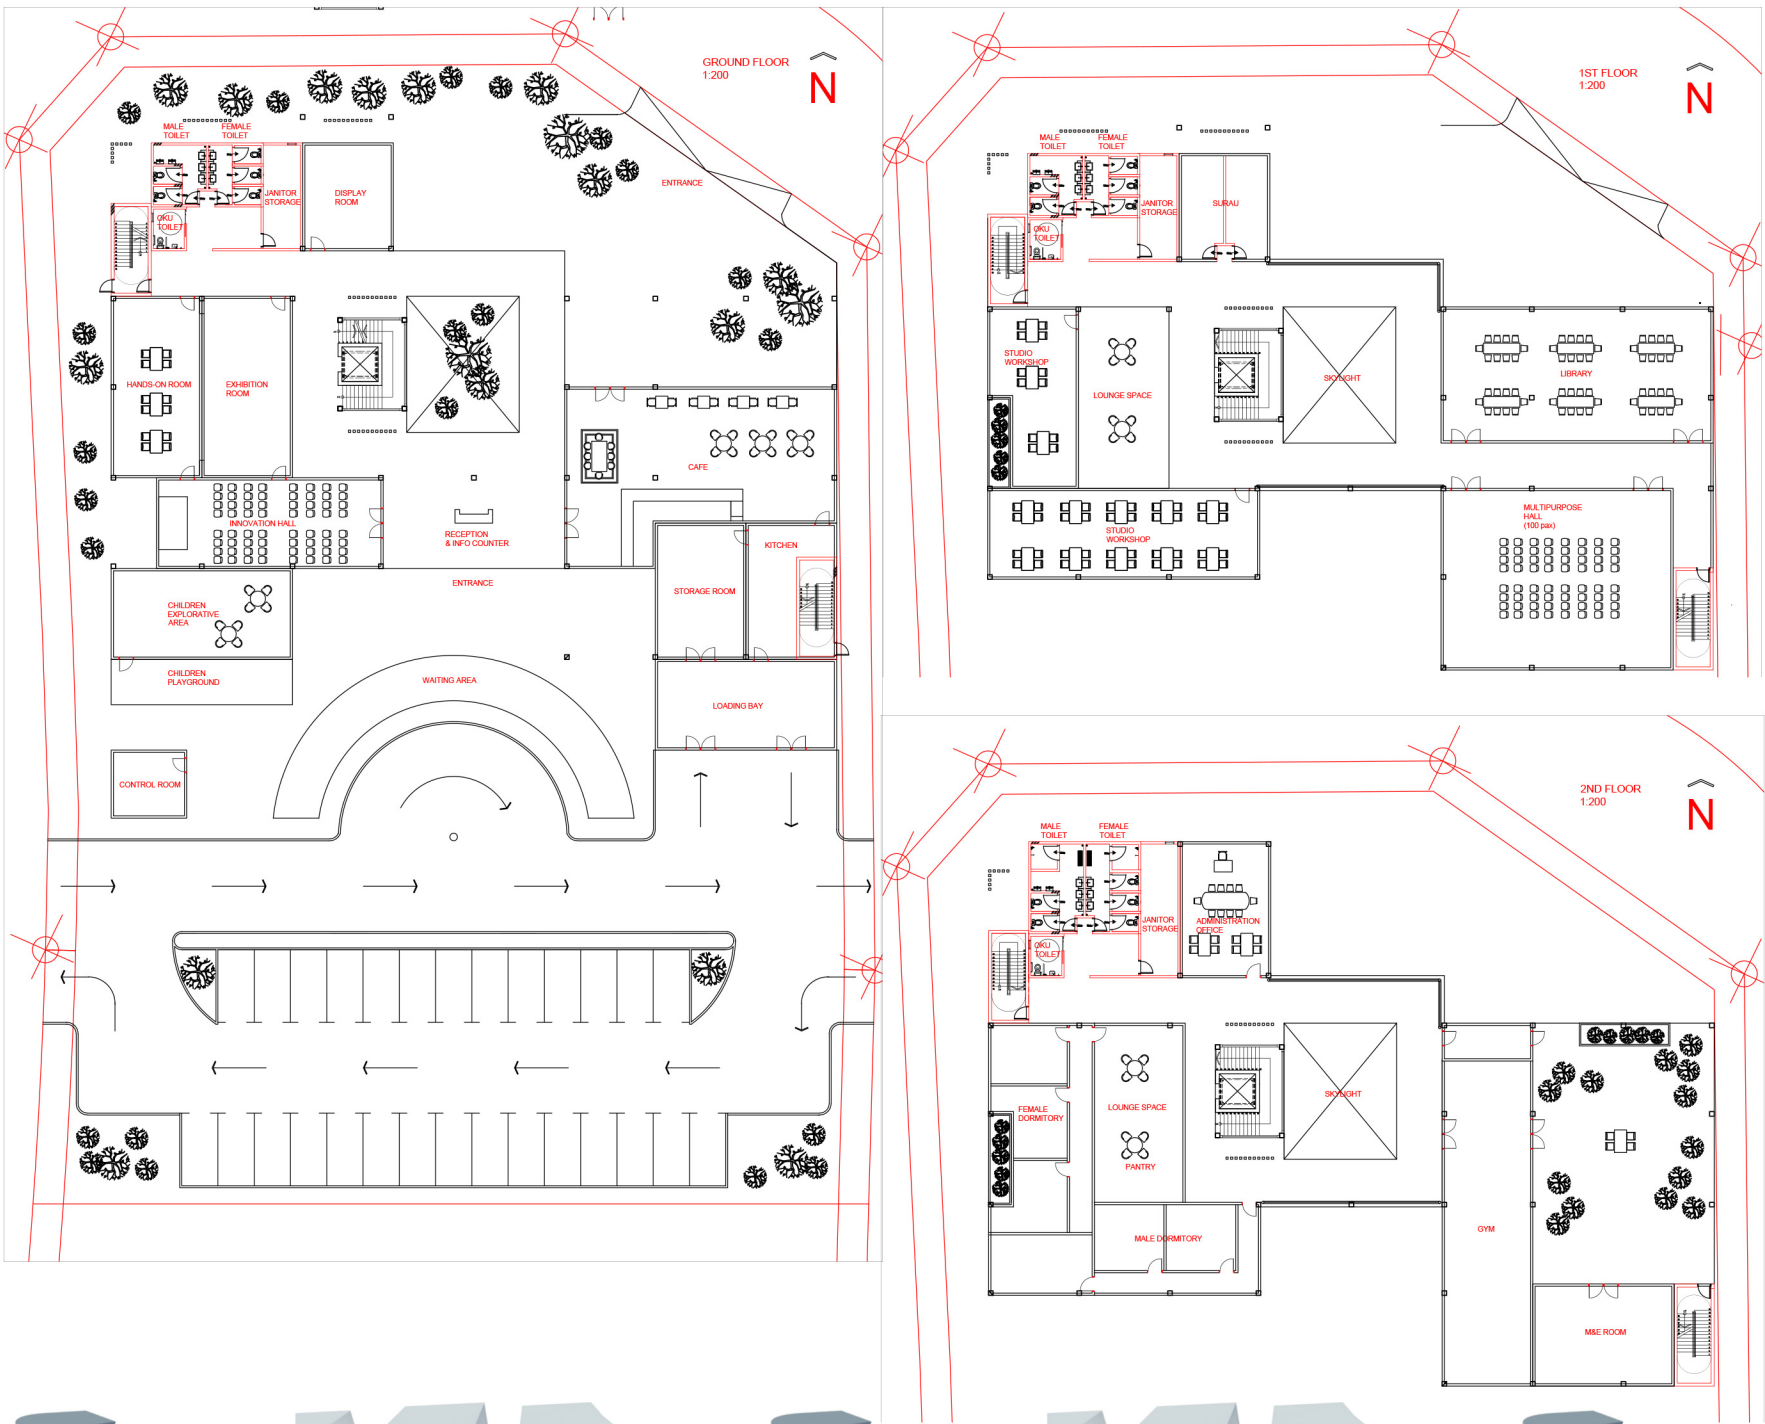 GROUND FLOOR
1:200
N
MALE
TOILET
FEMALE
TOILET
JANITOR
STORAGE
DISPLAY
ROOM
ENTRANCE
OKU
TOILET
HANDS-ON ROOM
EXHIBITION
ROOM
CAFE
INNOVATION HALL
RECEPTION
& INFO COUNTER
KITCHEN
ENTRANCE
STORAGE ROOM
CHILDREN
EXPLORATIVE
AREA
CHILDREN
PLAYGROUND
WAITING AREA
LOADING BAY
CONTROL ROOM
1ST FLOOR
1:200
N
MALE
TOILET
FEMALE
TOILET
JANITOR
STORAGE
SURAU
OKU
TOILET
STUDIO
WORKSHOP
LOUNGE SPACE
SKYLIGHT
LIBRARY
STUDIO
WORKSHOP
MULTIPURPOSE
HALL
(100 pax)
2ND FLOOR
1:200
N
MALE
TOILET
FEMALE
TOILET
JANITOR
STORAGE
ADMINISTRATION
OFFICE
OKU
TOILET
FEMALE
DORMITORY
LOUNGE SPACE
SKYLIGHT
PANTRY
MALE DORMITORY
GYM
M&E ROOM